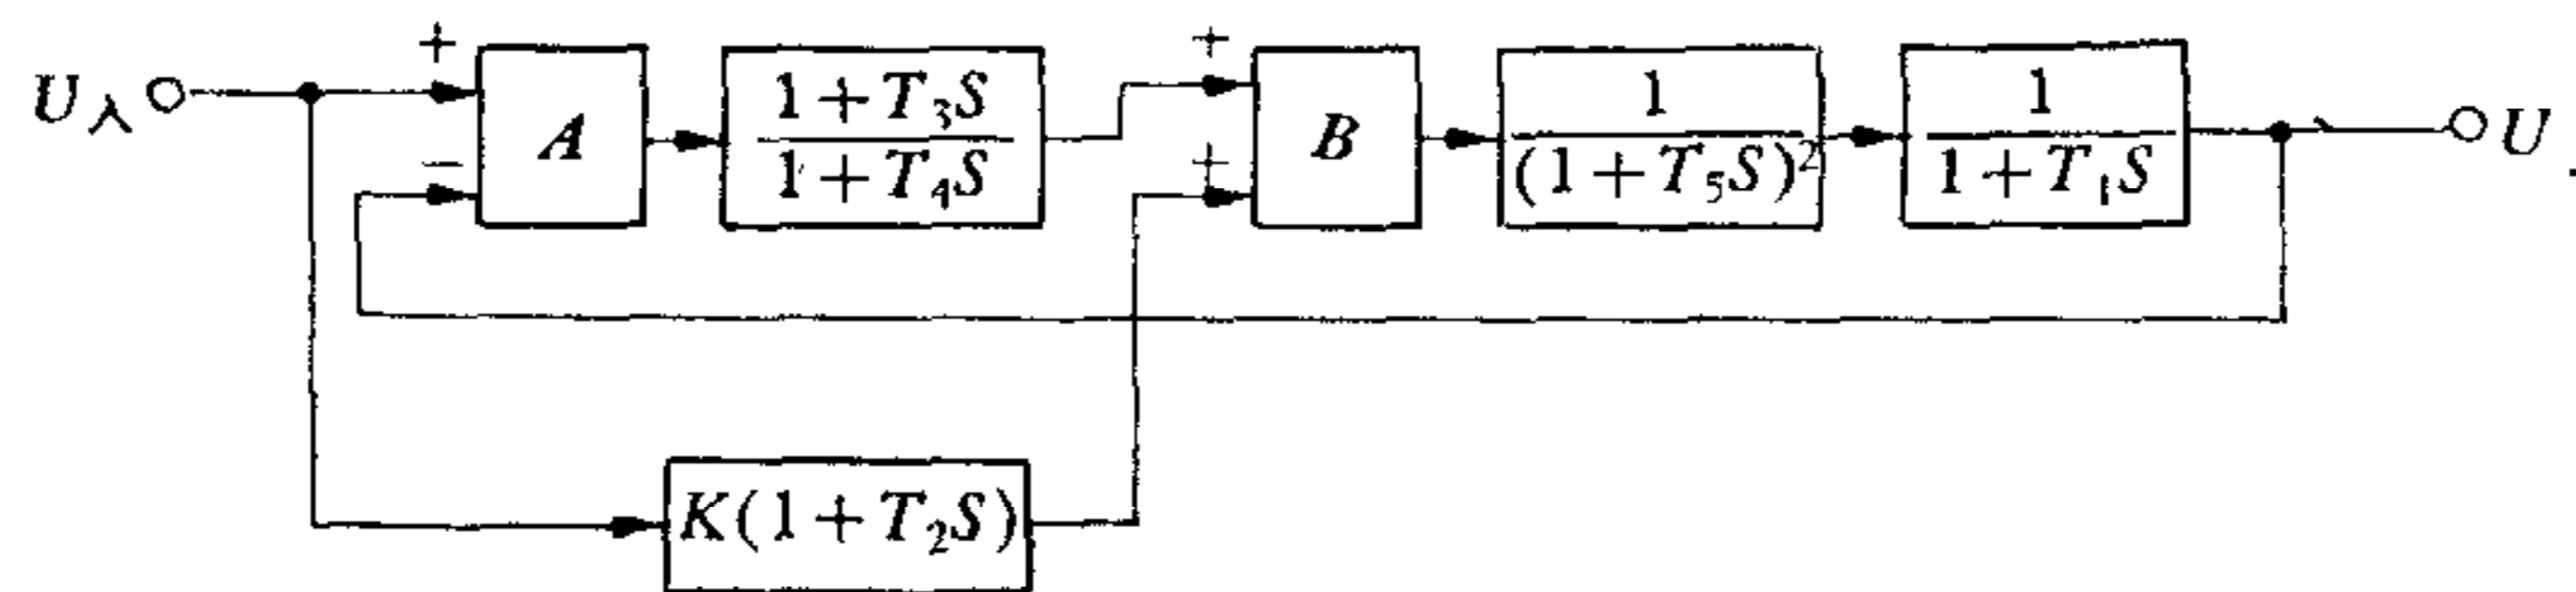 U入
+
−
A
1+T₃S
1+T₄S
+
+
B
1
(1+T₅S)²
1
1+T₁S
U
K(1+T₂S)